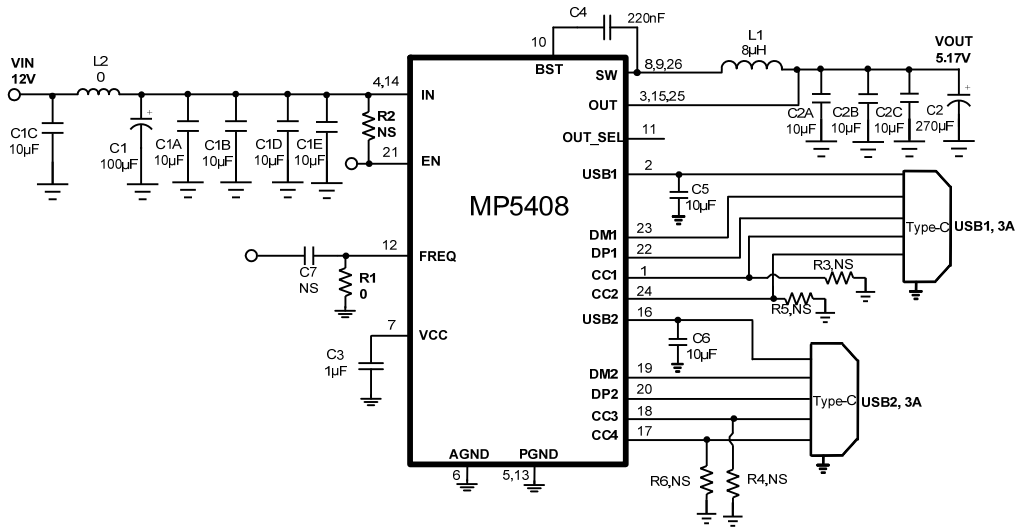 C4
220nF
10
BST
L1
8µH
VIN
12V
L2
0
4,14
IN
SW
8,9,26
VOUT
5.17V
OUT
3,15,25
C1C
10µF
C1
100µF
C1A
10µF
C1B
10µF
C1D
10µF
C1E
10µF
R2
NS
21
EN
OUT_SEL
11
C2A
10µF
C2B
10µF
C2C
10µF
C2
270µF
USB1
2
C5
10µF
MP5408
Type-C
USB1, 3A
DM1
23
DP1
22
12
FREQ
C7
NS
R1
0
CC1
1
R3,NS
CC2
24
R5,NS
USB2
16
7
VCC
C3
1µF
C6
10µF
DM2
19
DP2
20
Type-C
USB2, 3A
CC3
18
CC4
17
AGND
6
PGND
5,13
R6,NS
R4,NS